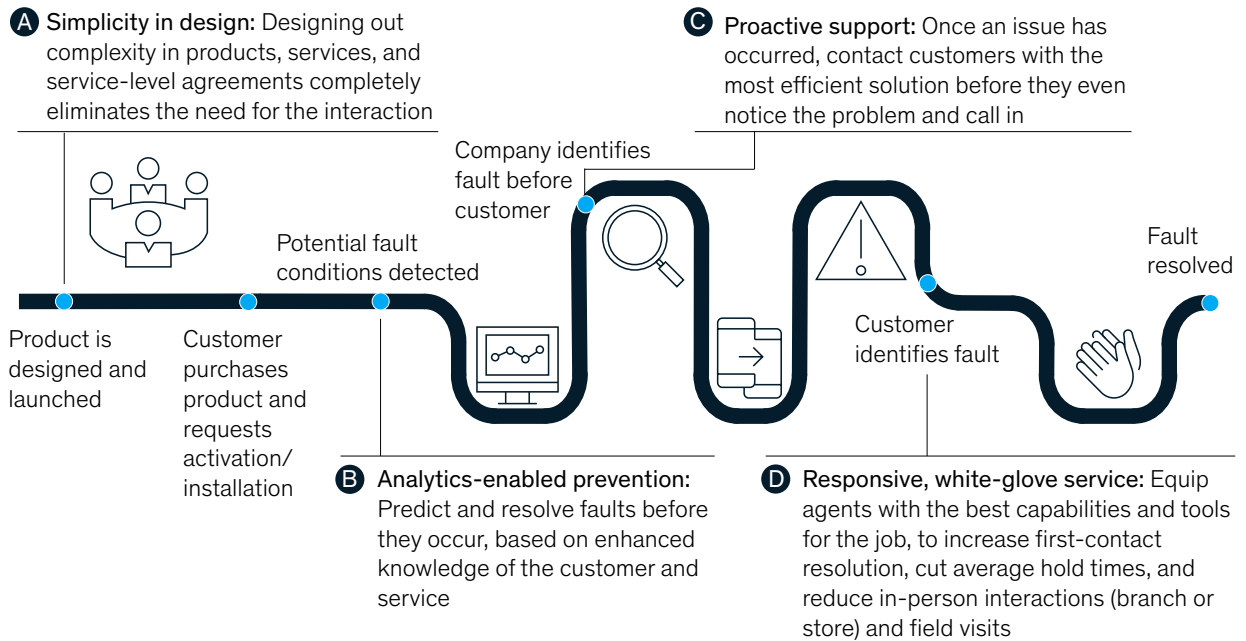 A Simplicity in design: Designing out
complexity in products, services, and
service-level agreements completely
eliminates the need for the interaction
C Proactive support: Once an issue has
occurred, contact customers with the
most efficient solution before they even
notice the problem and call in
Company identifies
fault before
customer
Potential fault
conditions detected
Fault
resolved
Product is
designed and
launched
Customer
purchases
product and
requests
activation/
installation
Customer
identifies fault
B Analytics-enabled prevention:
Predict and resolve faults before
they occur, based on enhanced
knowledge of the customer and
service
D Responsive, white-glove service: Equip
agents with the best capabilities and tools
for the job, to increase first-contact
resolution, cut average hold times, and
reduce in-person interactions (branch or
store) and field visits